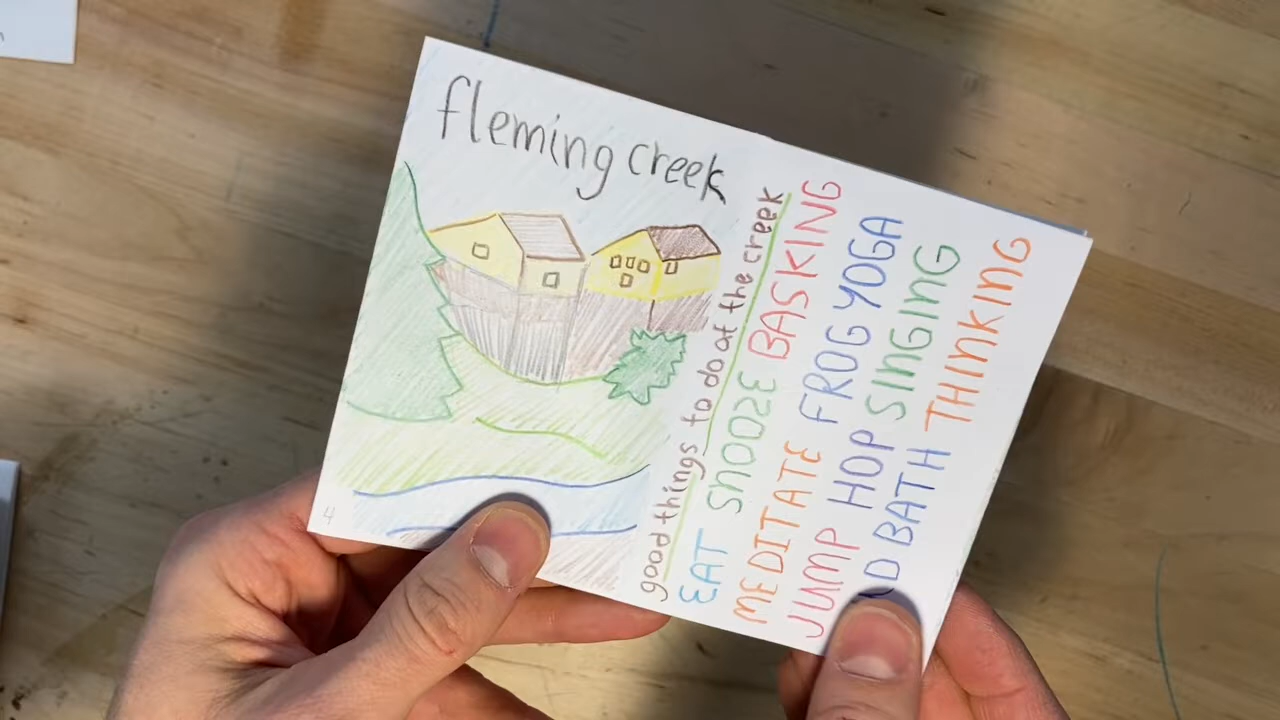 fleming creek
good things to do at the creek
EAT SNOOZE BASKING
MEDITATE FROG YOGA
JUMP HOP SINGING
BATH THINKING
4